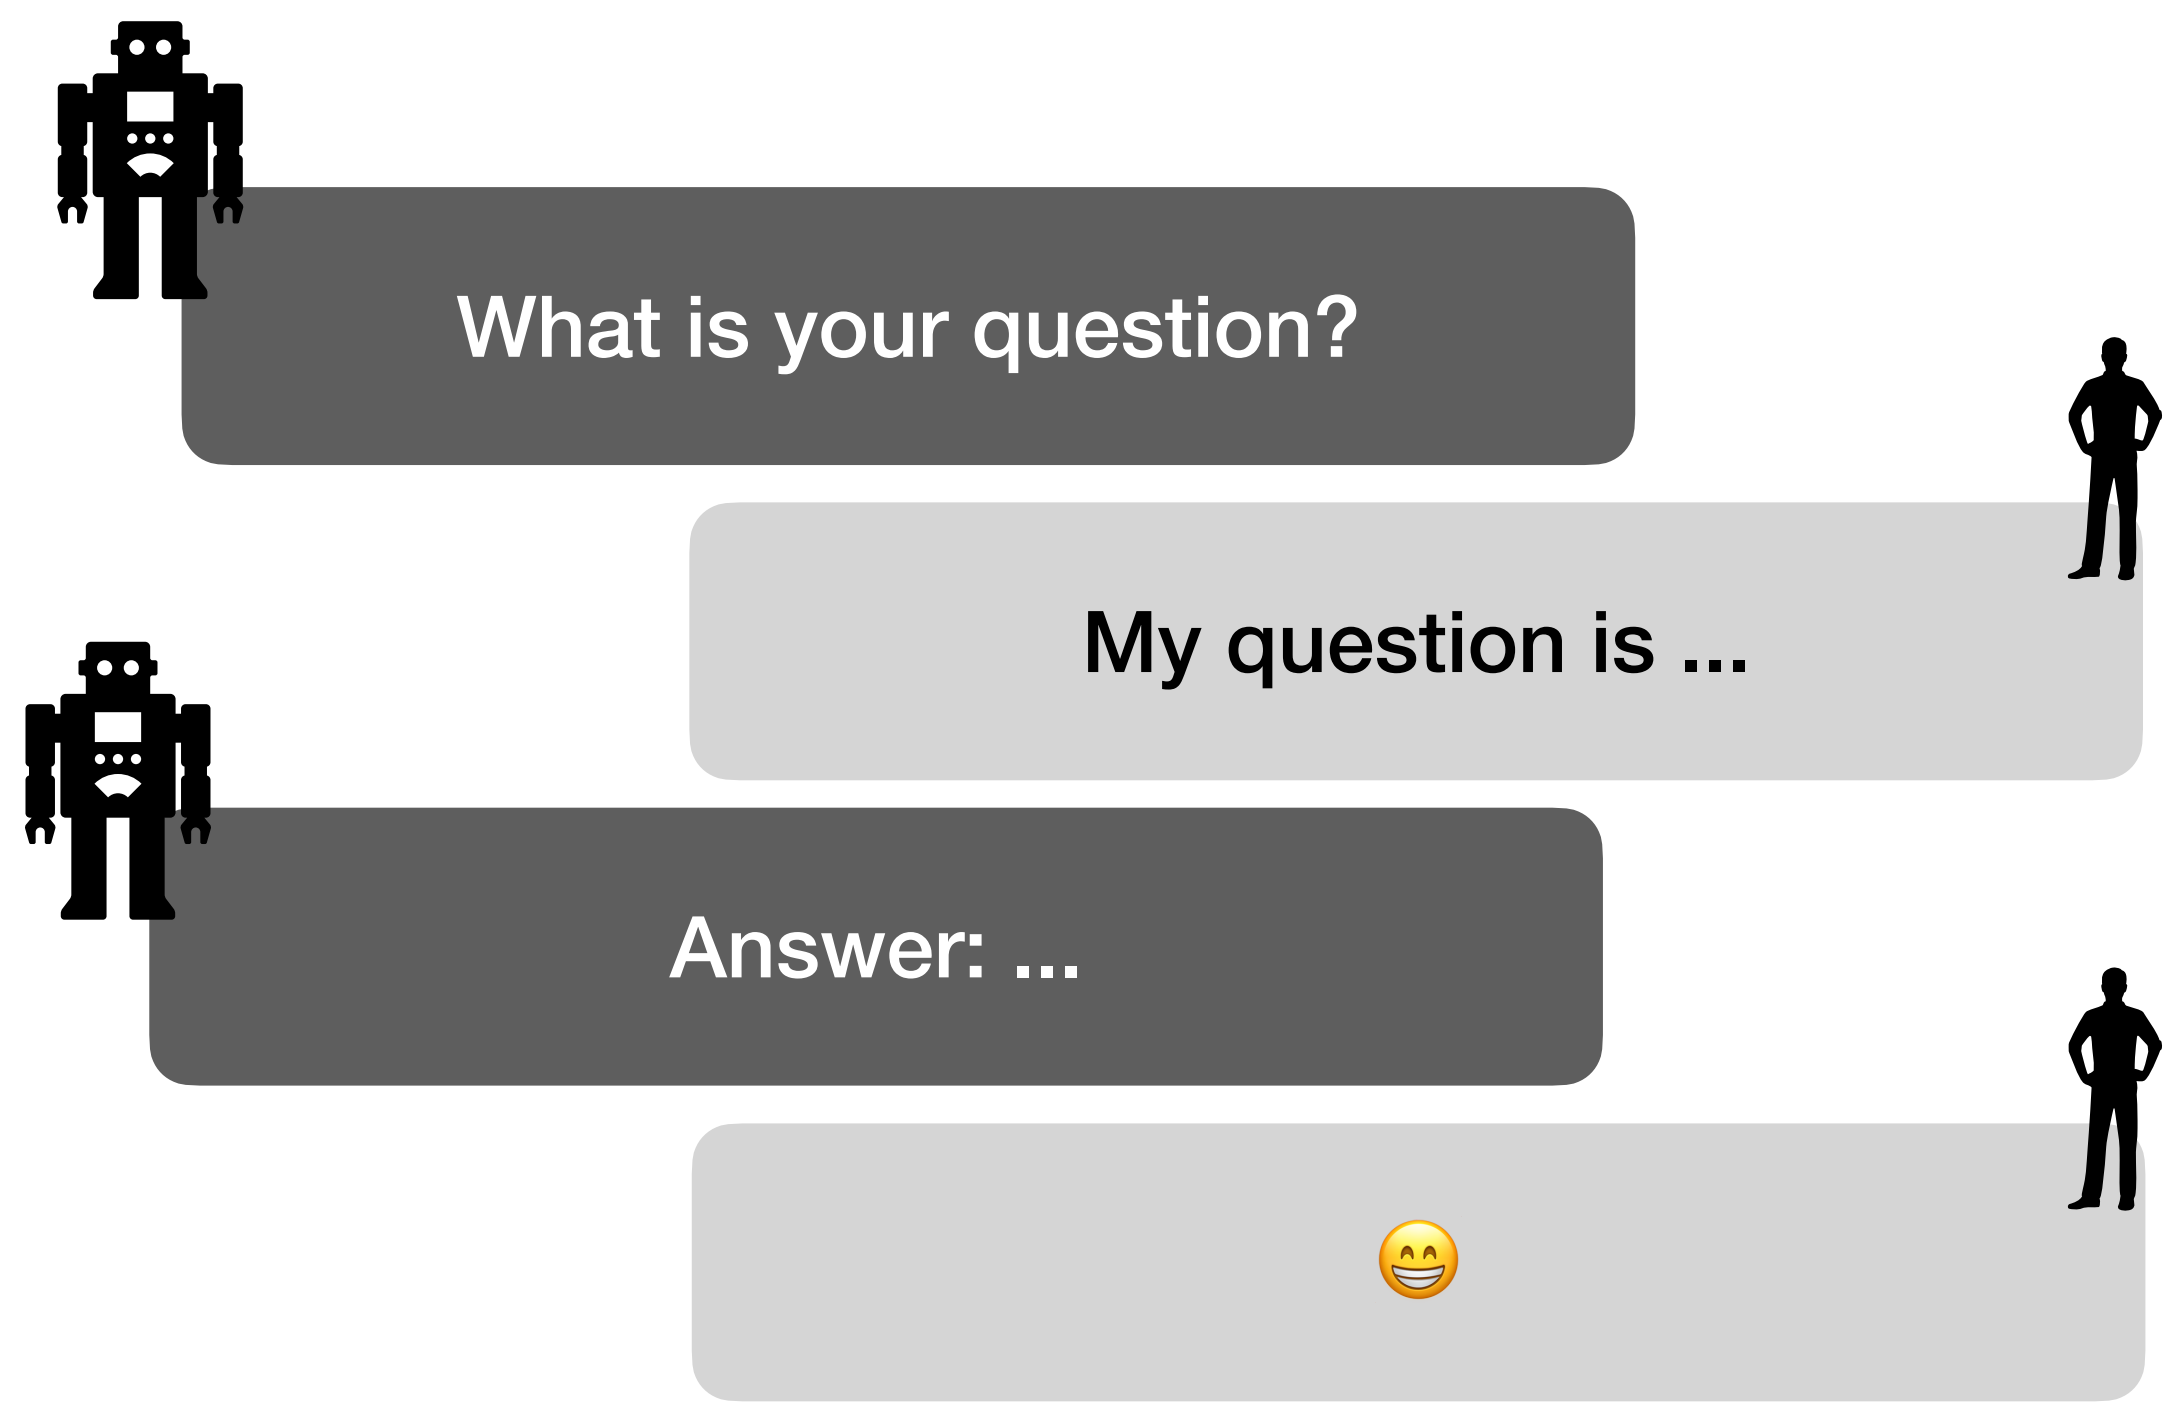 What is your question?
My question is ...
Answer: ...
😁